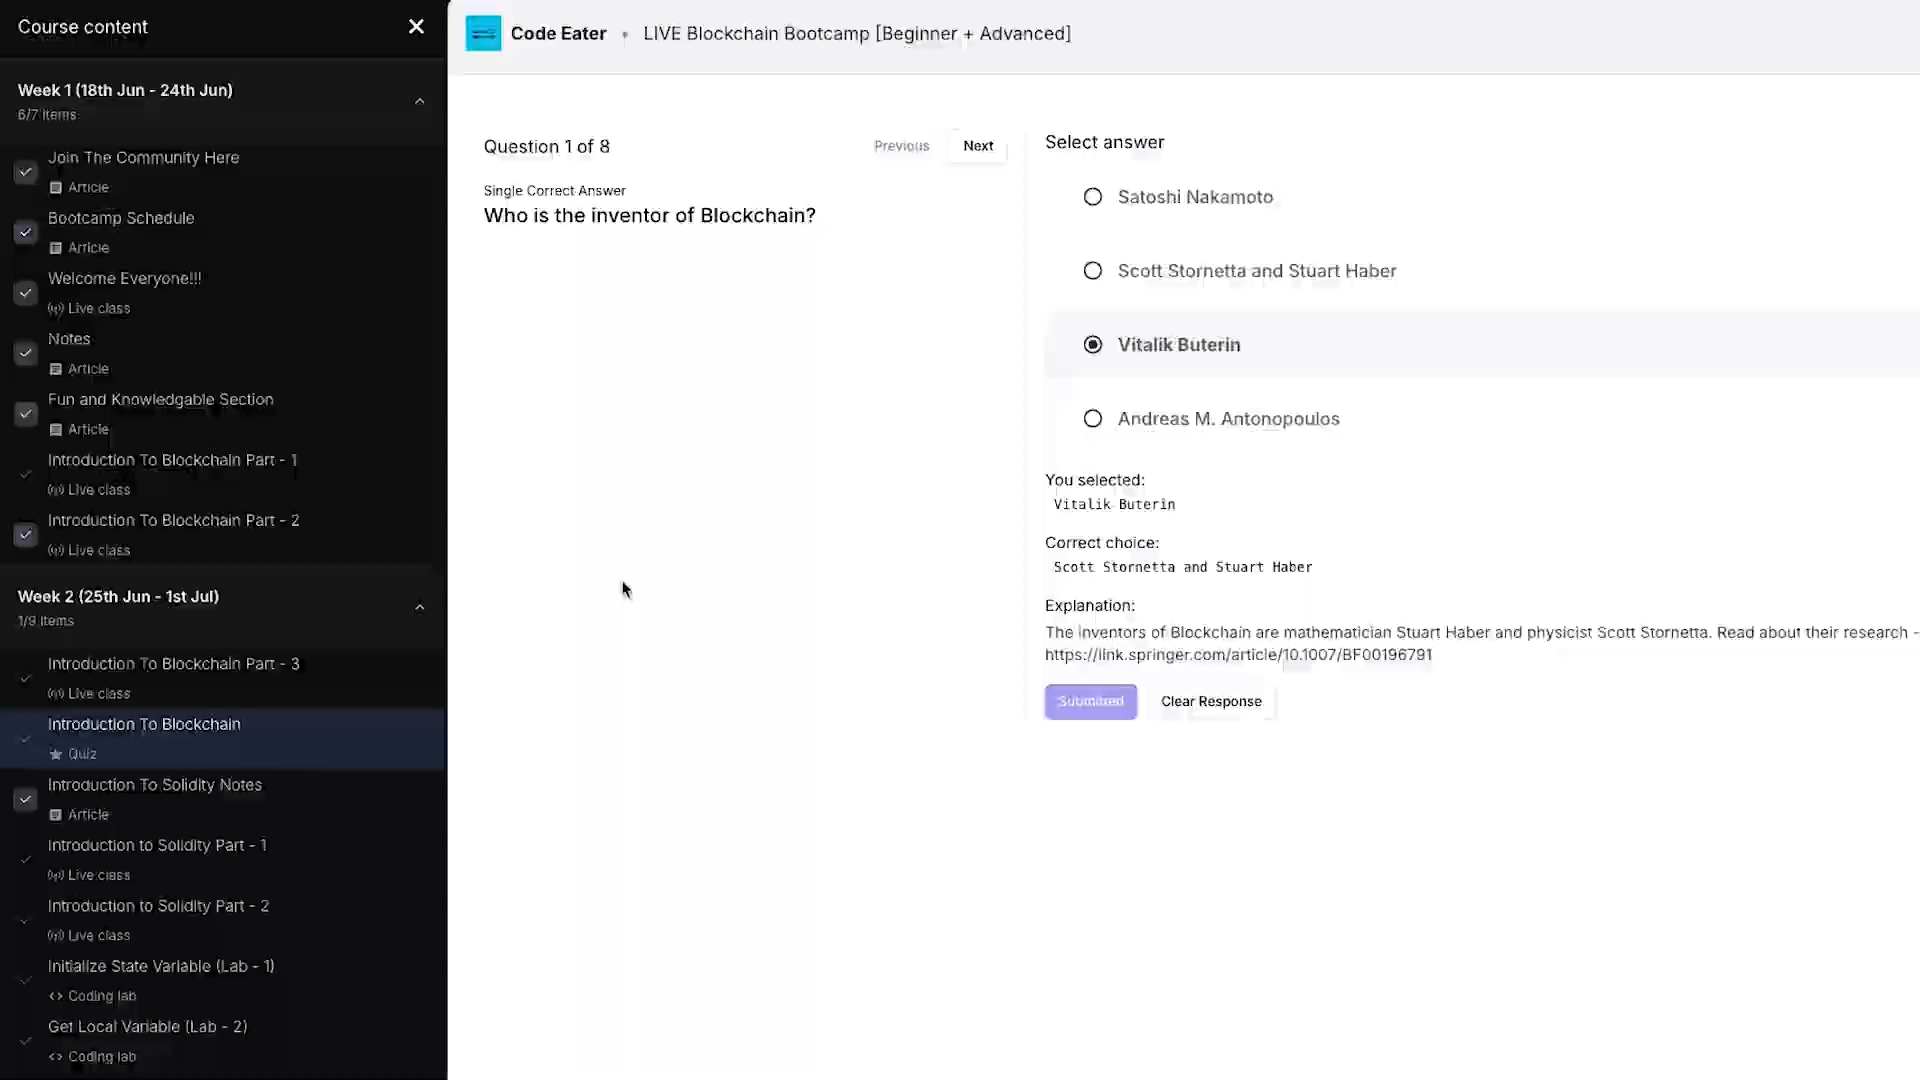 Course content
Week 1 (18th Jun - 24th Jun)
6/7 items
Join The Community Here
Article
Bootcamp Schedule
Article
Welcome Everyone!!!
Live class
Notes
Article
Fun and Knowledgable Section
Article
Introduction To Blockchain Part - 1
Live class
Introduction To Blockchain Part - 2
Live class
Week 2 (25th Jun - 1st Jul)
1/9 items
Introduction To Blockchain Part - 3
Live class
Introduction To Blockchain
Quiz
Introduction To Solidity Notes
Article
Introduction to Solidity Part - 1
Live class
Introduction to Solidity Part - 2
Live class
Initialize State Variable (Lab - 1)
Coding lab
Get Local Variable (Lab - 2)
Coding lab
Code Eater • LIVE Blockchain Bootcamp [Beginner + Advanced]
Question 1 of 8
Previous
Next
Single Correct Answer
Who is the inventor of Blockchain?
Select answer
Satoshi Nakamoto
Scott Stornetta and Stuart Haber
Vitalik Buterin
Andreas M. Antonopoulos
You selected:
Vitalik Buterin
Correct choice:
Scott Stornetta and Stuart Haber
Explanation:
The inventors of Blockchain are mathematician Stuart Haber and physicist Scott Stornetta. Read about their research -
https://link.springer.com/article/10.1007/BF00196791
Submitted
Clear Response